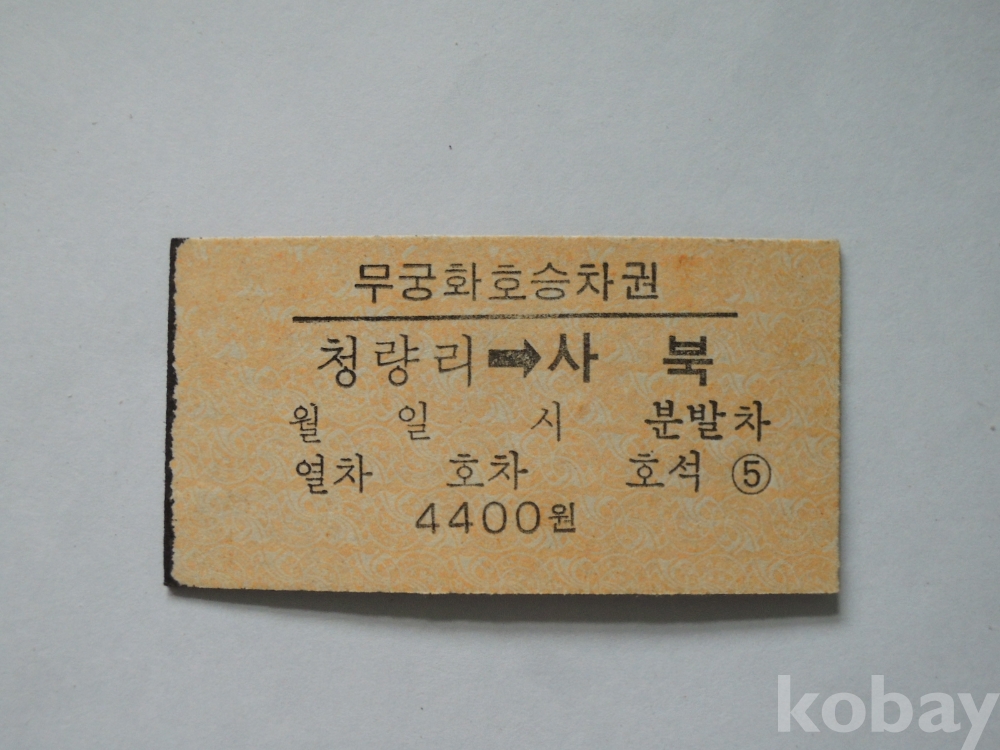 무궁화호승차권
청량리➡사 북
월 일 시 분발차
열차 호차 호석 ⑤
4400원
kobay